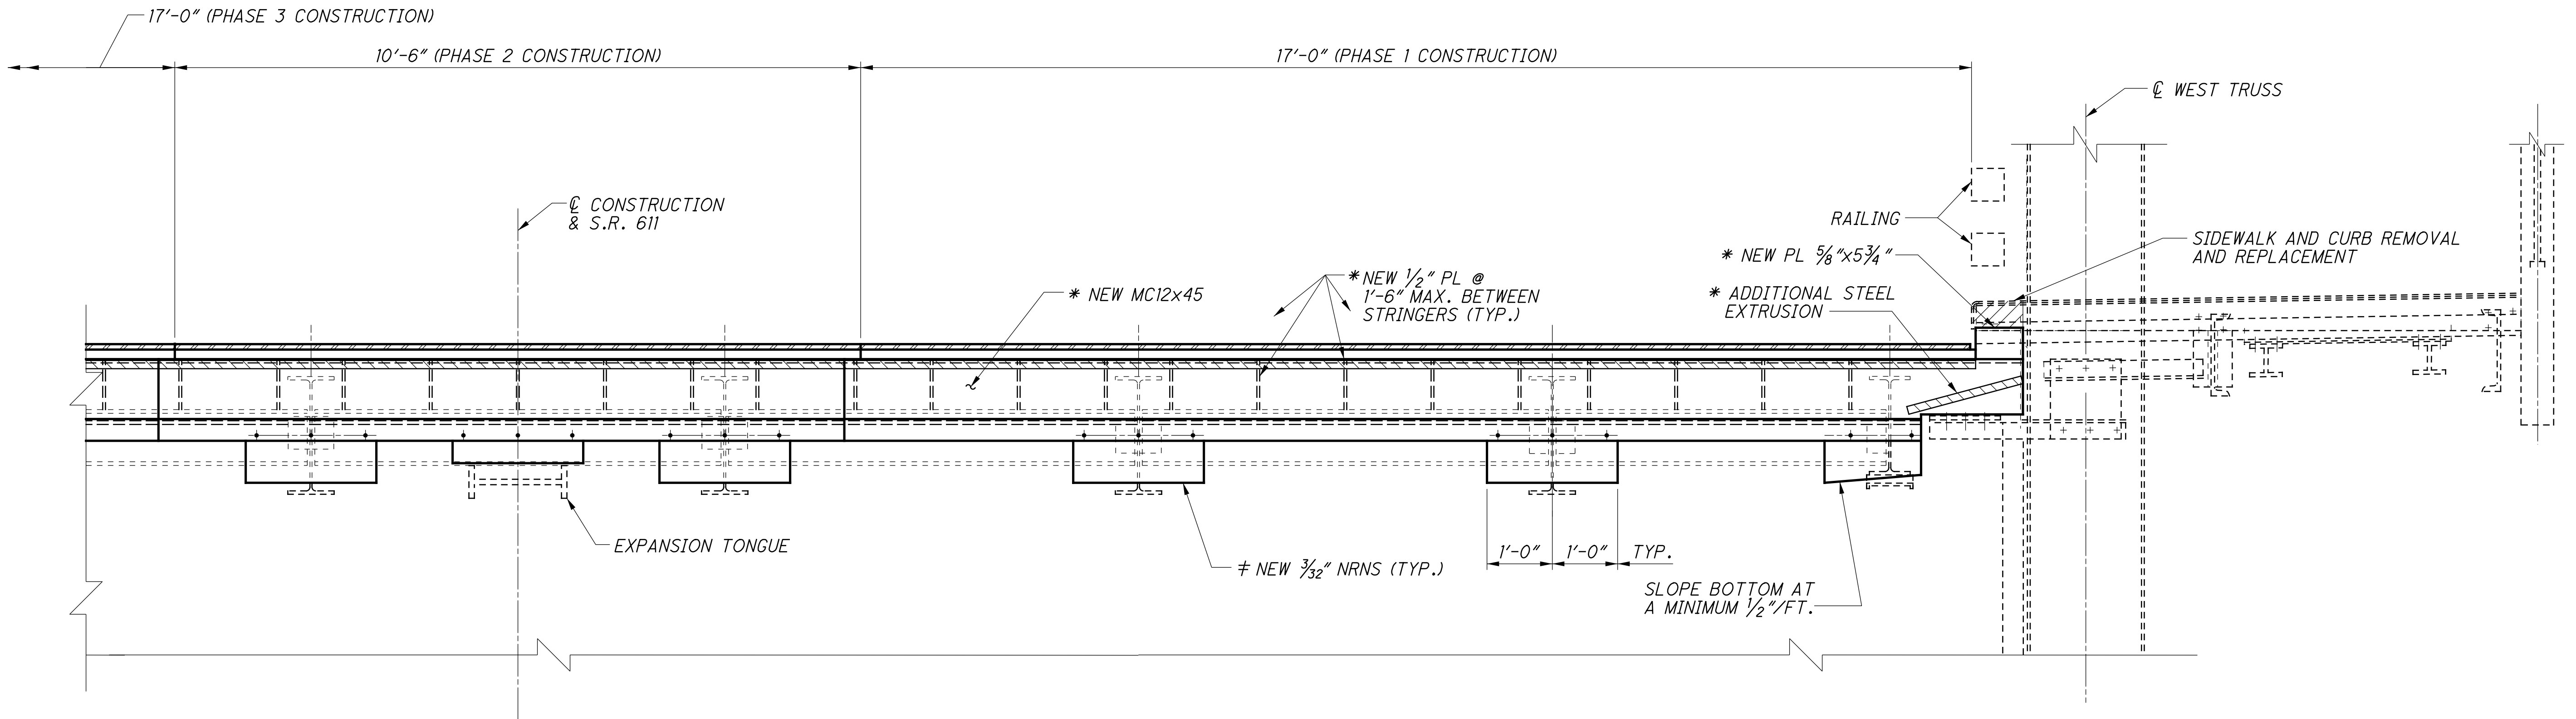 17'-0" (PHASE 3 CONSTRUCTION)
10'-6" (PHASE 2 CONSTRUCTION)
17'-0" (PHASE 1 CONSTRUCTION)
℄ WEST TRUSS
℄ CONSTRUCTION
& S.R. 611
RAILING
SIDEWALK AND CURB REMOVAL
AND REPLACEMENT
* NEW PL 5/8"x5 3/4"
* NEW MC12x45
* NEW 1/2" PL @
1'-6" MAX. BETWEEN
STRINGERS (TYP.)
* ADDITIONAL STEEL
EXTRUSION
EXPANSION TONGUE
‡ NEW 3/32" NRNS (TYP.)
1'-0" 1'-0" TYP.
SLOPE BOTTOM AT
A MINIMUM 1/2"/FT.